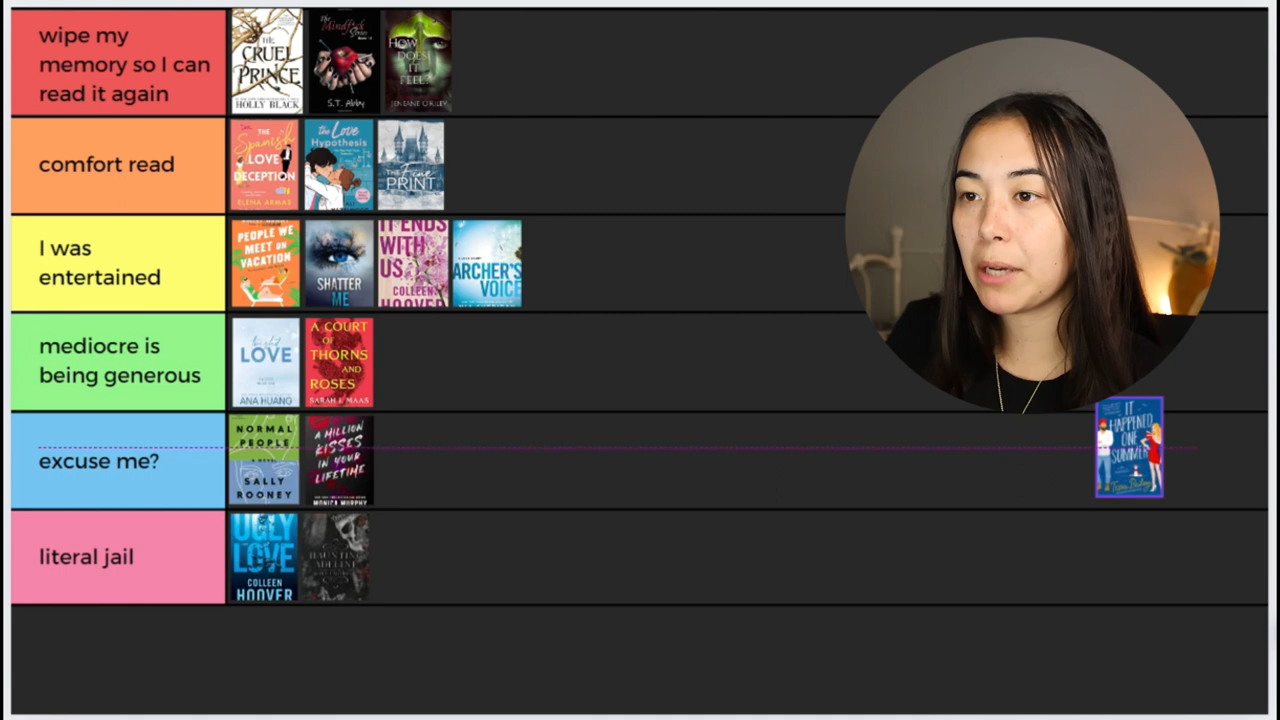 wipe my
memory so I can
read it again
THE
CRUEL
PRINCE
HOLLY BLACK
The
S.T. Abby
HOW
DOES
IT
FEEL?
JENEANE O'RILEY
comfort read
THE
Spanish
LOVE
DECEPTION
ELENA ARMAS
the Love
Hypothesis
THE Fine
PRINT
I was
entertained
PEOPLE WE
MEET ON
VACATION
SHATTER
ME
IT ENDS
WITH
US
COLLEEN
HOOVER
ARCHER'S
VOICE
mediocre is
being generous
LOVE
ANA HUANG
A COURT
OF
THORNS
AND
ROSES
SARAH J. MAAS
excuse me?
NORMAL
PEOPLE
A NOVEL
SALLY
ROONEY
A MILLION
KISSES
IN YOUR
LIFETIME
MONICA MURPHY
IT
HAPPENED
ONE
SUMMER
literal jail
UGLY
LOVE
COLLEEN
HOOVER
HAUNTING
ADELINE